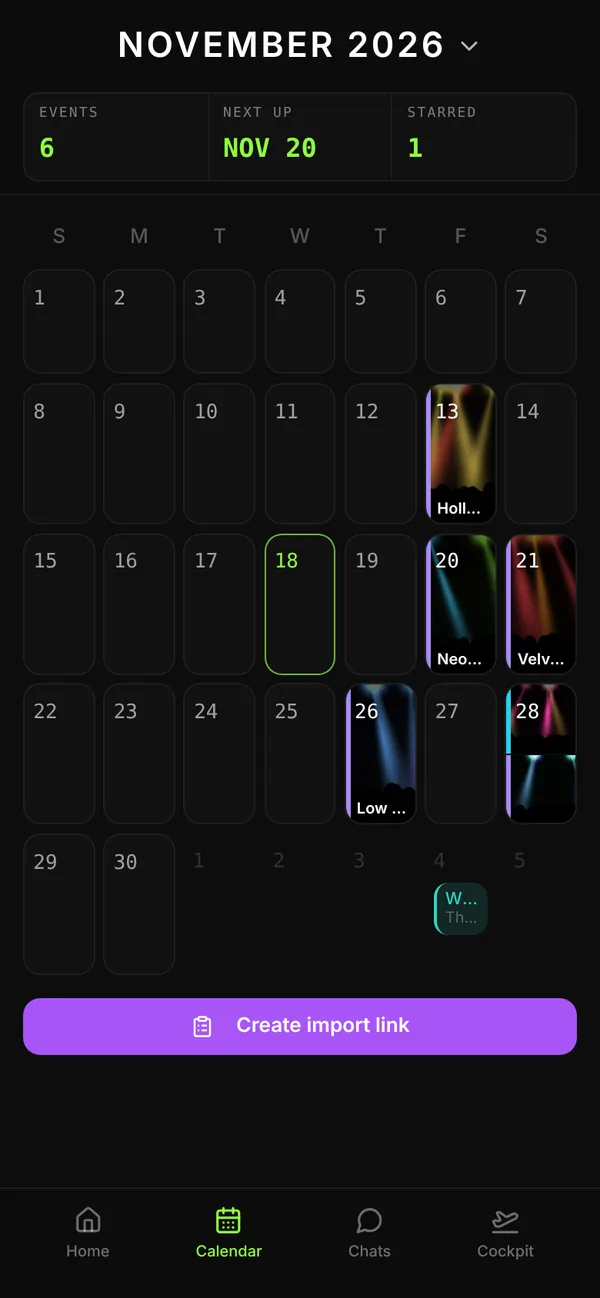 NOVEMBER 2026
EVENTS NEXT UP STARRED
6 NOV 20 1
S M T W T F S
1 2 3 4 5 6 7
8 9 10 11 12 13 14
Holl...
15 16 17 18 19 20 21
Neo... Velv...
22 23 24 25 26 27 28
Low ...
29 30 1 2 3 4 5
W...
Th...
Create import link
Home Calendar Chats Cockpit